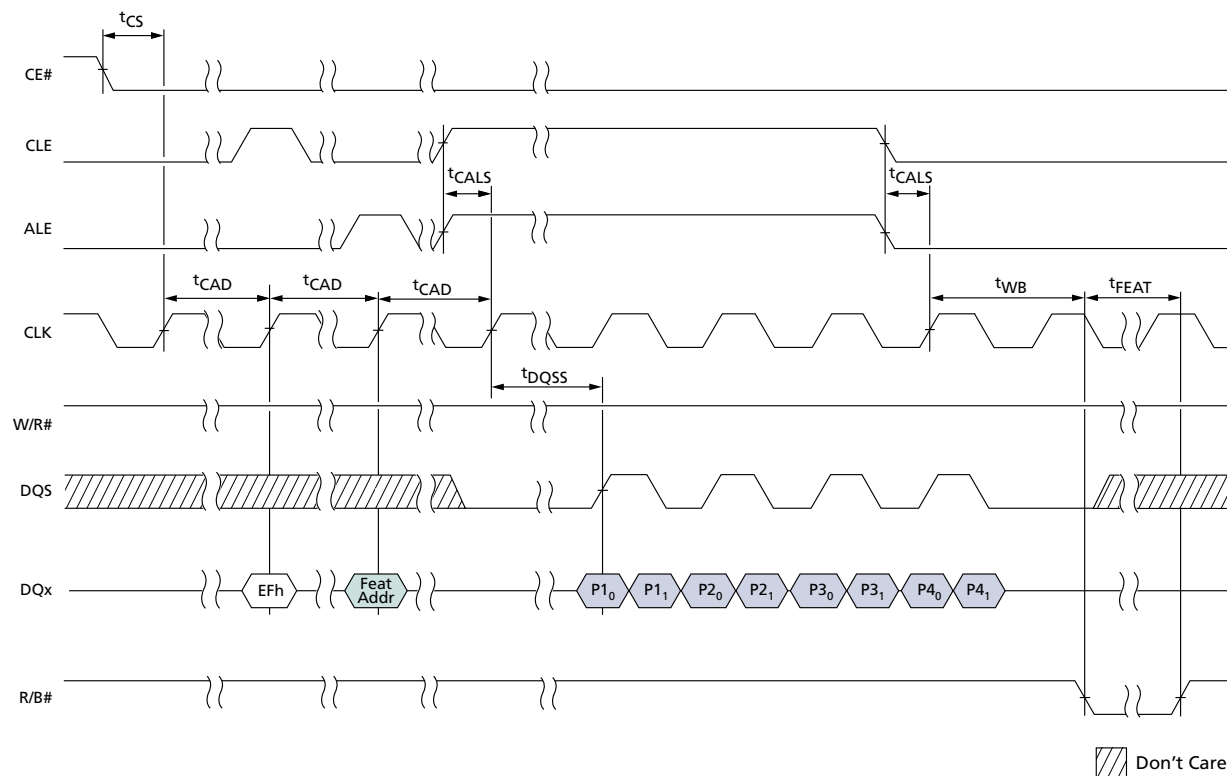 tCS
CE#
CLE
tCALS
tCALS
ALE
tCAD
tCAD
tCAD
tWB
tFEAT
CLK
tDQSS
W/R#
DQS
DQx
EFh
Feat
Addr
P1₀
P1₁
P2₀
P2₁
P3₀
P3₁
P4₀
P4₁
R/B#
Don't Care